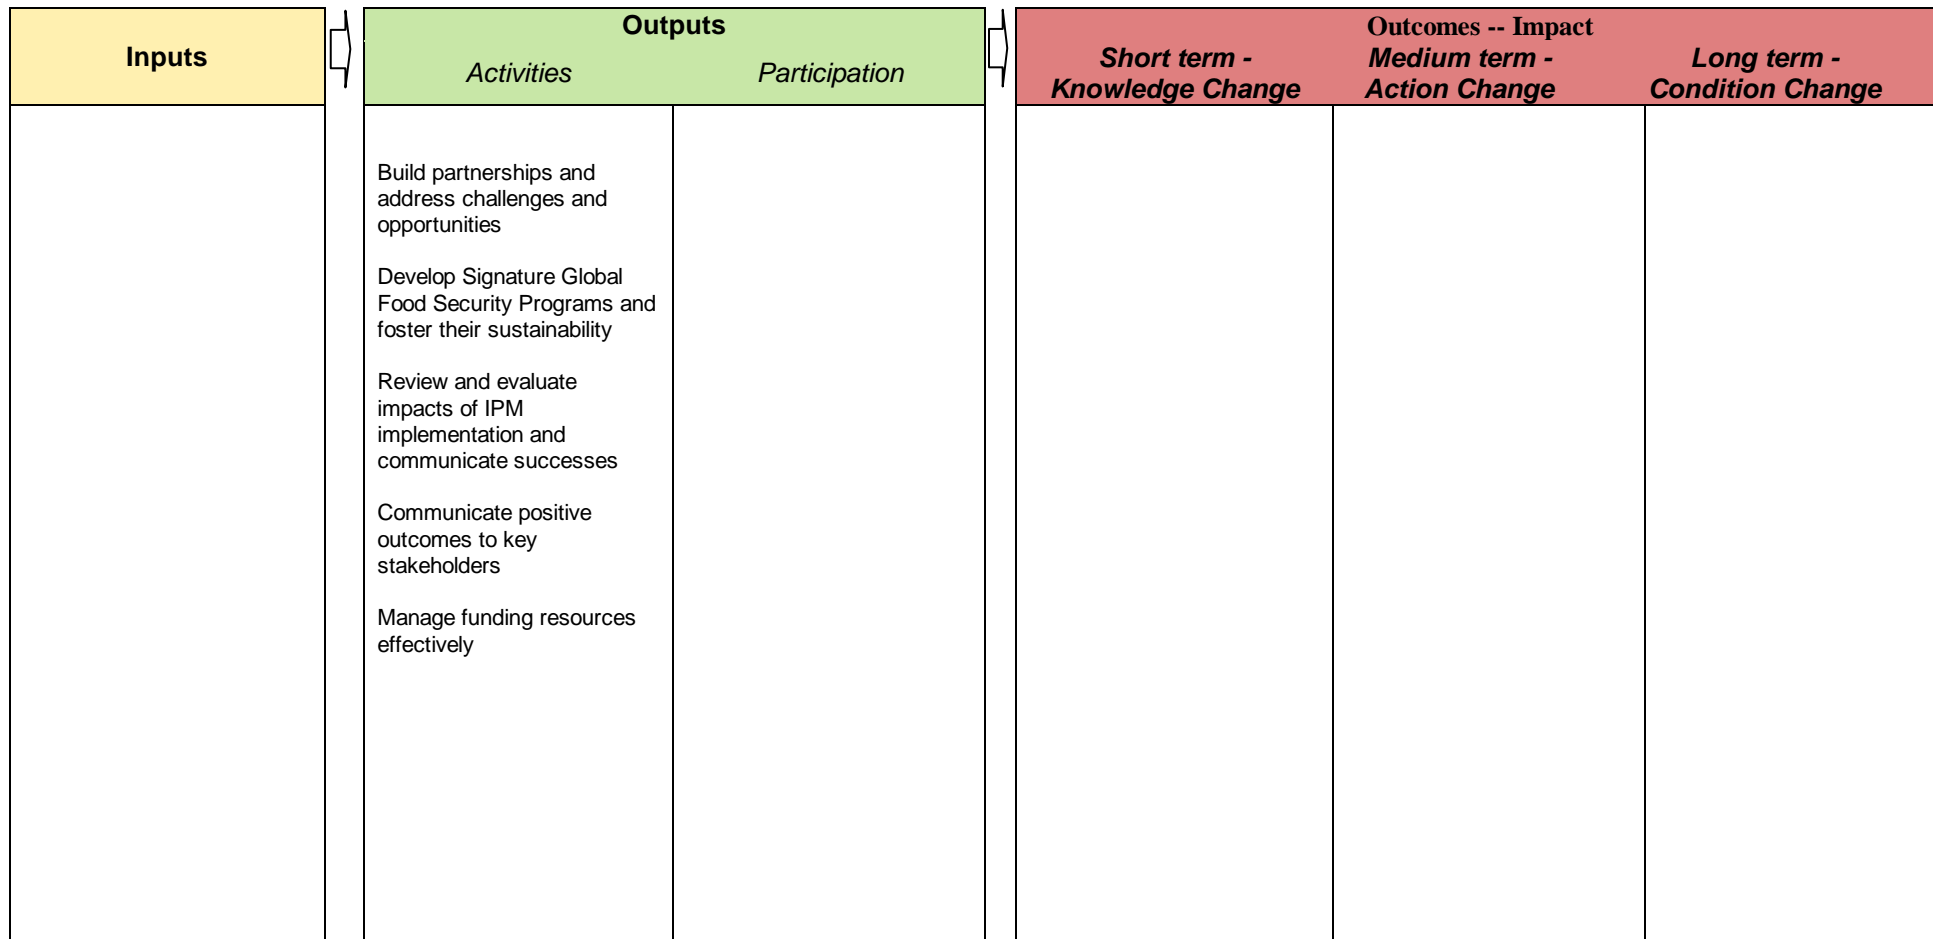 Inputs
Outputs
Activities
Participation
Outcomes -- Impact
Short term -
Knowledge Change
Medium term -
Action Change
Long term -
Condition Change
Build partnerships and
address challenges and
opportunities
Develop Signature Global
Food Security Programs and
foster their sustainability
Review and evaluate
impacts of IPM
implementation and
communicate successes
Communicate positive
outcomes to key
stakeholders
Manage funding resources
effectively